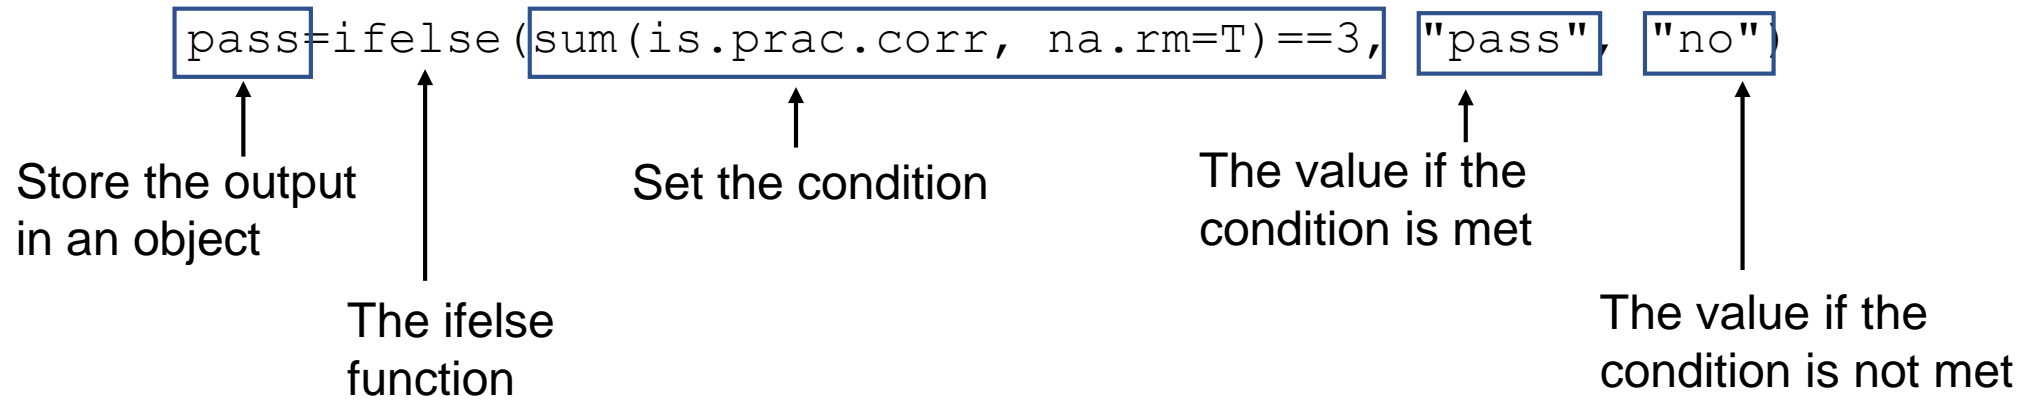 pass=ifelse(sum(is.prac.corr, na.rm=T)==3, "pass", "no")
Store the output
in an object
The ifelse
function
Set the condition
The value if the
condition is met
The value if the
condition is not met